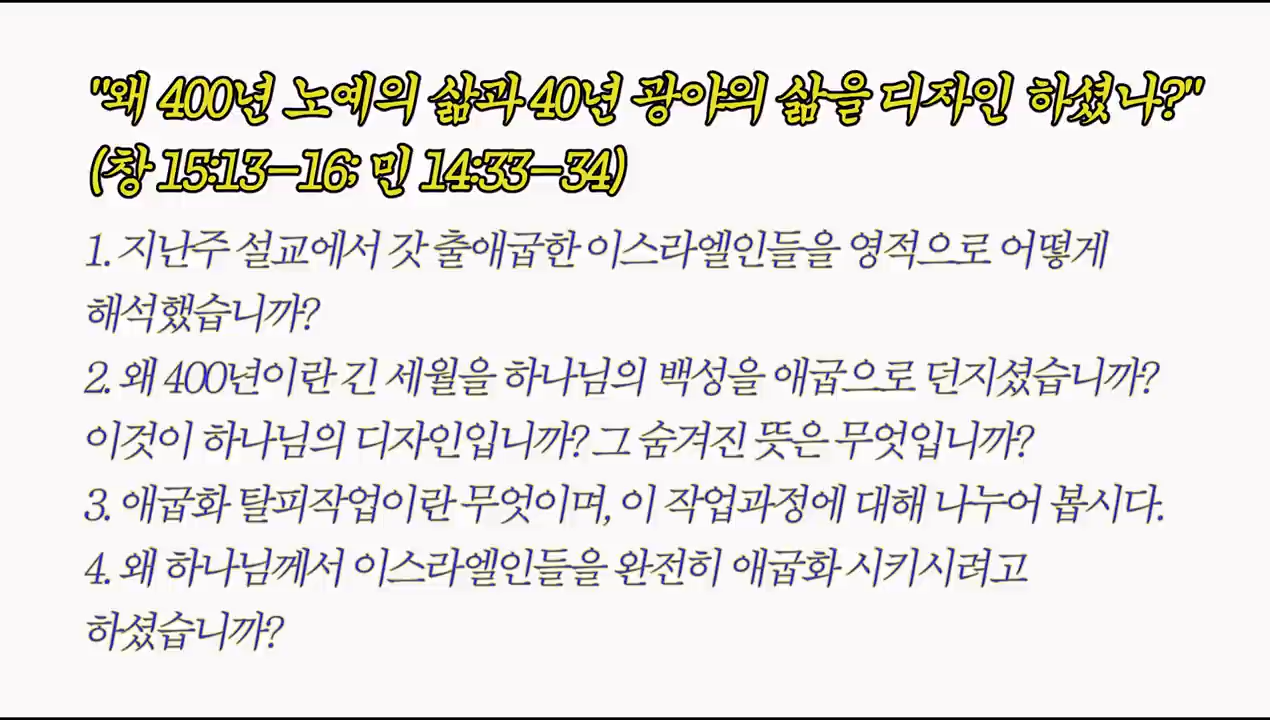 "왜 400년 노예의 삶과 40년 광야의 삶을 디자인 하셨나?"
(창 15:13-16; 민 14:33-34)
1. 지난주 설교에서 갓 출애굽한 이스라엘인들을 영적으로 어떻게
해석했습니까?
2. 왜 400년이란 긴 세월을 하나님의 백성을 애굽으로 던지셨습니까?
이것이 하나님의 디자인입니까? 그 숨겨진 뜻은 무엇입니까?
3. 애굽화 탈피작업이란 무엇이며, 이 작업과정에 대해 나누어 봅시다.
4. 왜 하나님께서 이스라엘인들을 완전히 애굽화 시키시려고
하셨습니까?